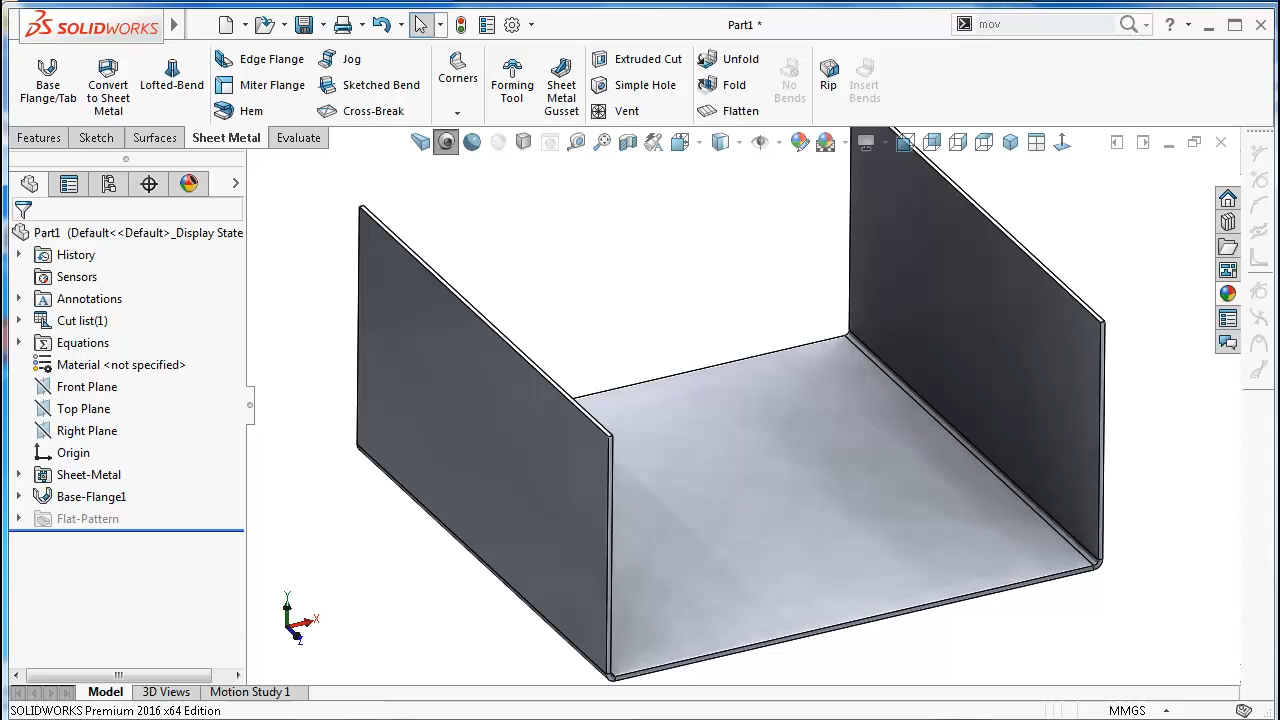 SOLIDWORKS
Part1 *
mov
?
Base Flange/Tab
Convert to Sheet Metal
Lofted-Bend
Edge Flange
Miter Flange
Hem
Jog
Sketched Bend
Cross-Break
Corners
Forming Tool
Sheet Metal Gusset
Extruded Cut
Simple Hole
Vent
Unfold
Fold
Flatten
No Bends
Rip
Insert Bends
Features
Sketch
Surfaces
Sheet Metal
Evaluate
Part1 (Default<<Default>_Display State
History
Sensors
Annotations
Cut list(1)
Equations
Material <not specified>
Front Plane
Top Plane
Right Plane
Origin
Sheet-Metal
Base-Flange1
Flat-Pattern
Y
X
Z
Model
3D Views
Motion Study 1
SOLIDWORKS Premium 2016 x64 Edition
MMGS